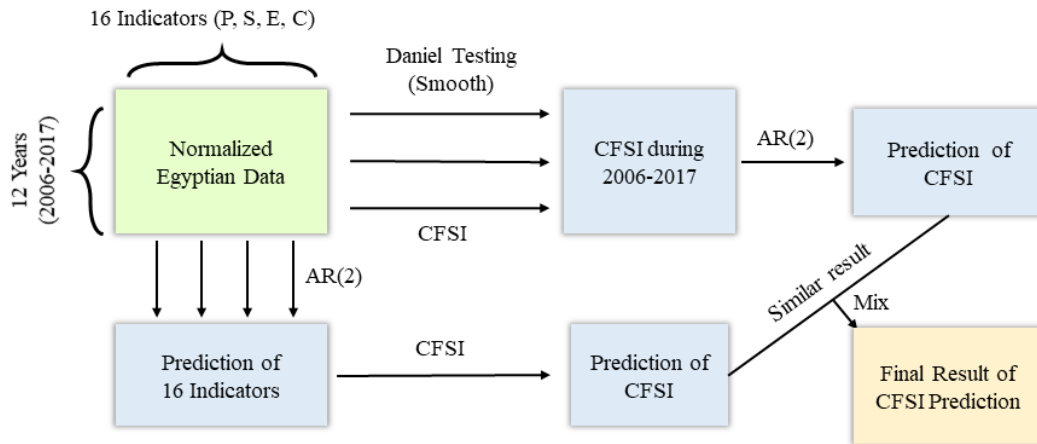 16 Indicators (P, S, E, C)
12 Years
(2006-2017)
Normalized
Egyptian Data
Daniel Testing
(Smooth)
CFSI
CFSI during
2006-2017
AR(2)
Prediction of
CFSI
AR(2)
Prediction of
16 Indicators
CFSI
Prediction of
CFSI
Similar result
Mix
Final Result of
CFSI Prediction